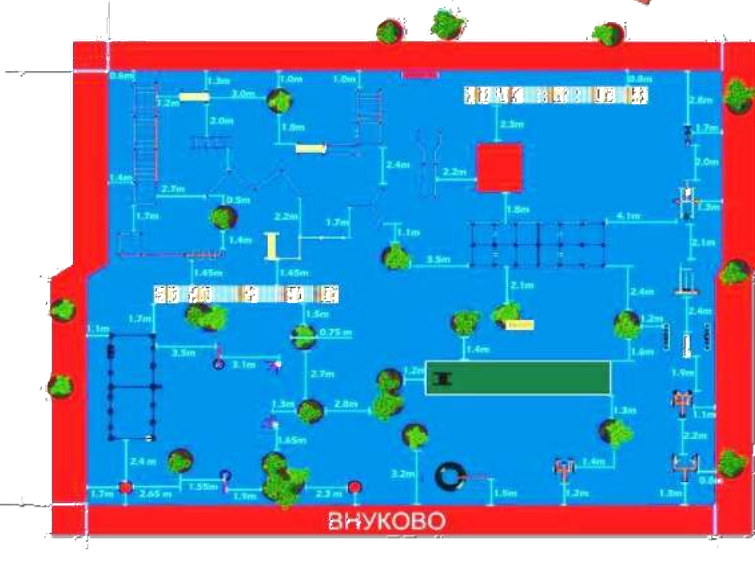 0.6m 1.3m 1.0m 1.0m 0.8m
1.2m 3.0m 2.6m
2.0m 1.8m 2.3m 1.7m
2.4m 2.0m
1.4m 2.7m 0.5m 2.2m 1.3m
1.7m 2.2m 1.7m 1.8m 4.1m
1.4m 1.1m 2.1m
1.45m 1.45m 3.5m
2.1m 2.4m
1.5m 1.2m 2.4m
1.1m 1.7m 0.75 m
3.5m 3.1m 1.4m 1.6m
2.7m 1.2m 1.9m
1.3m 2.8m 1.3m 1.1m
1.65m 2.2m
2.4 m 3.2m 1.4m
1.7m 2.65 m 1.55m 1.9m 2.3 m 1.5m 1.2m
ВНУКОВО